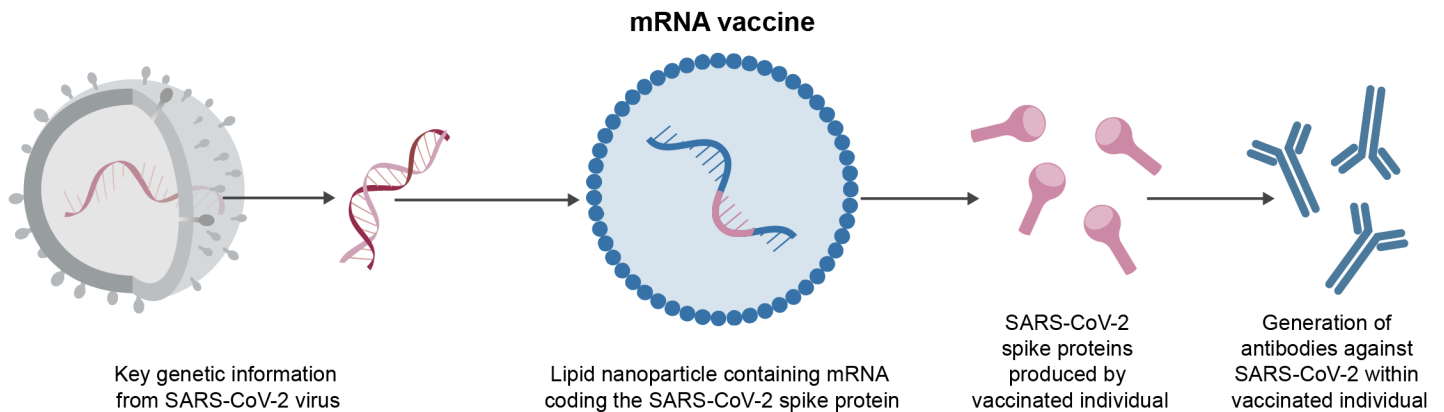 mRNA vaccine
Key genetic information
from SARS-CoV-2 virus
Lipid nanoparticle containing mRNA
coding the SARS-CoV-2 spike protein
SARS-CoV-2
spike proteins
produced by
vaccinated individual
Generation of
antibodies against
SARS-CoV-2 within
vaccinated individual